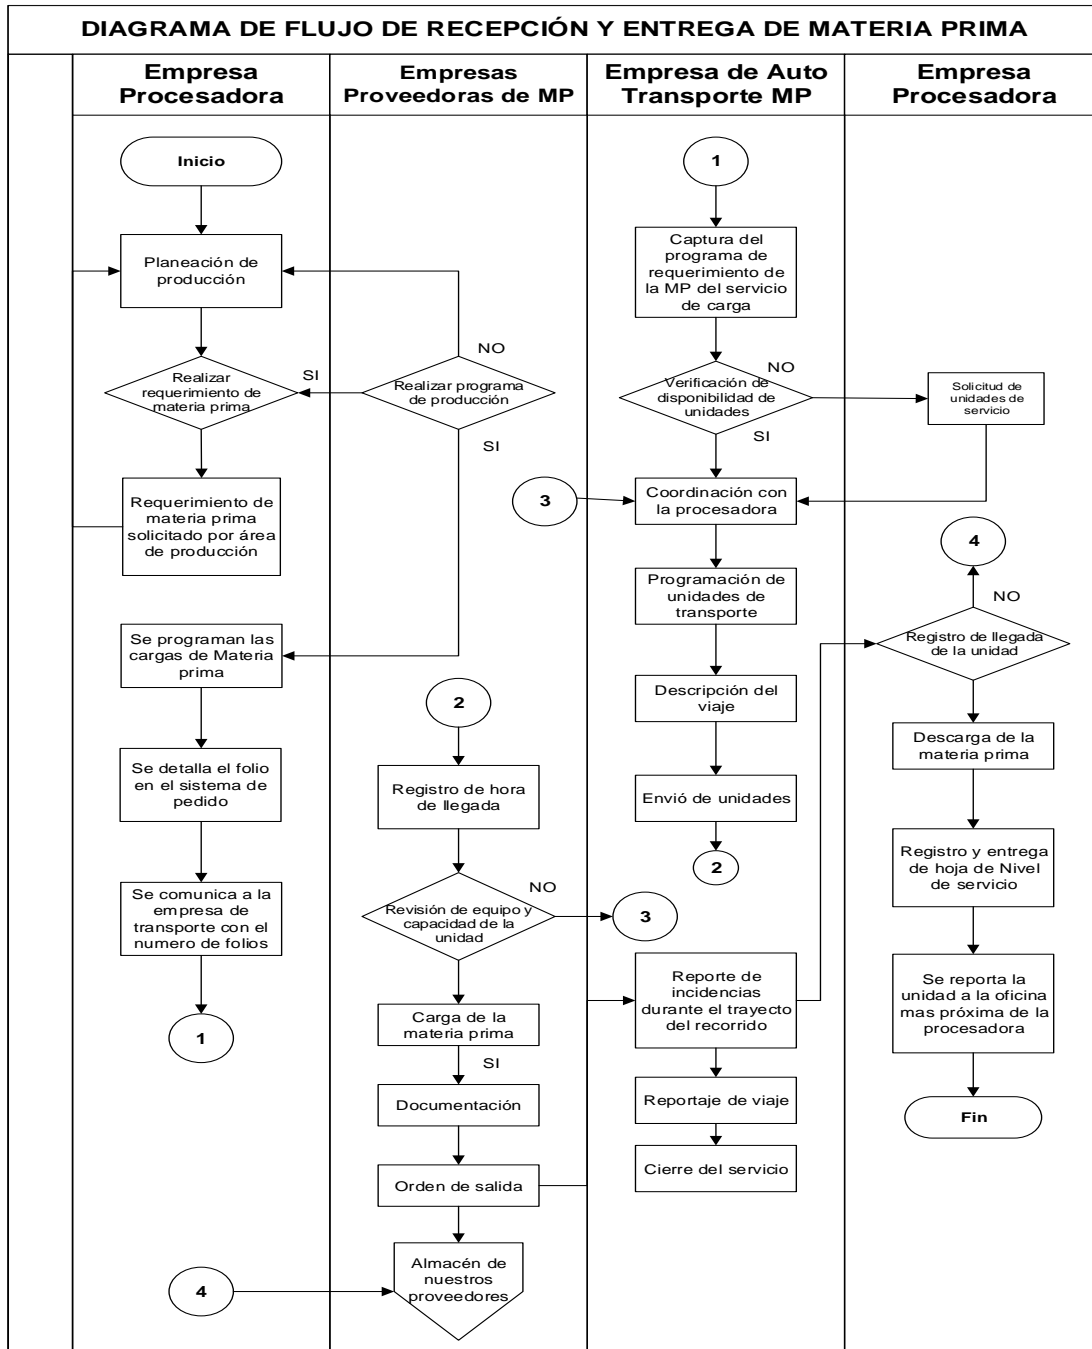 DIAGRAMA DE FLUJO DE RECEPCIÓN Y ENTREGA DE MATERIA PRIMA
Empresa
Procesadora
Inicio
Planeación de
producción
Realizar
requerimiento de
materia prima
Requerimiento de
materia prima
solicitado por área
de producción
Se programan las
cargas de Materia
prima
Se detalla el folio
en el sistema de
pedido
Se comunica a la
empresa de
transporte con el
numero de folios
1
4
Empresas
Proveedoras de MP
NO
SI
Realizar programa
de producción
SI
2
Registro de hora
de llegada
NO
Revisión de equipo y
capacidad de la
unidad
Carga de la
materia prima
SI
Documentación
Orden de salida
Almacén de
nuestros
proveedores
3
Empresa de Auto
Transporte MP
1
Captura del
programa de
requerimiento de
la MP del servicio
de carga
NO
Verificación de
disponibilidad de
unidades
SI
Coordinación con
la procesadora
Programación de
unidades de
transporte
Descripción del
viaje
Envió de unidades
2
3
Reporte de
incidencias
durante el trayecto
del recorrido
Reportaje de viaje
Cierre del servicio
Empresa
Procesadora
Solicitud de
unidades de
servicio
4
NO
Registro de llegada
de la unidad
Descarga de la
materia prima
Registro y entrega
de hoja de Nivel
de servicio
Se reporta la
unidad a la oficina
mas próxima de la
procesadora
Fin